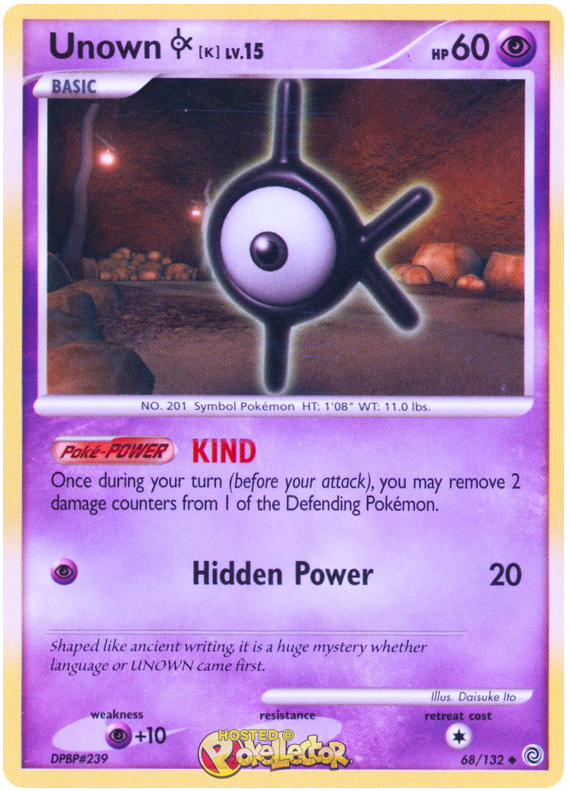 Unown K [K] LV.15 HP 60
BASIC
NO. 201 Symbol Pokémon HT: 1'08" WT: 11.0 lbs.
Poké-POWER KIND
Once during your turn (before your attack), you may remove 2
damage counters from 1 of the Defending Pokémon.
Hidden Power 20
Shaped like ancient writing, it is a huge mystery whether
language or UNOWN came first.
Illus. Daisuke Ito
weakness resistance retreat cost
+10
DPBP#239
HOSTED @
Pokellector
68/132